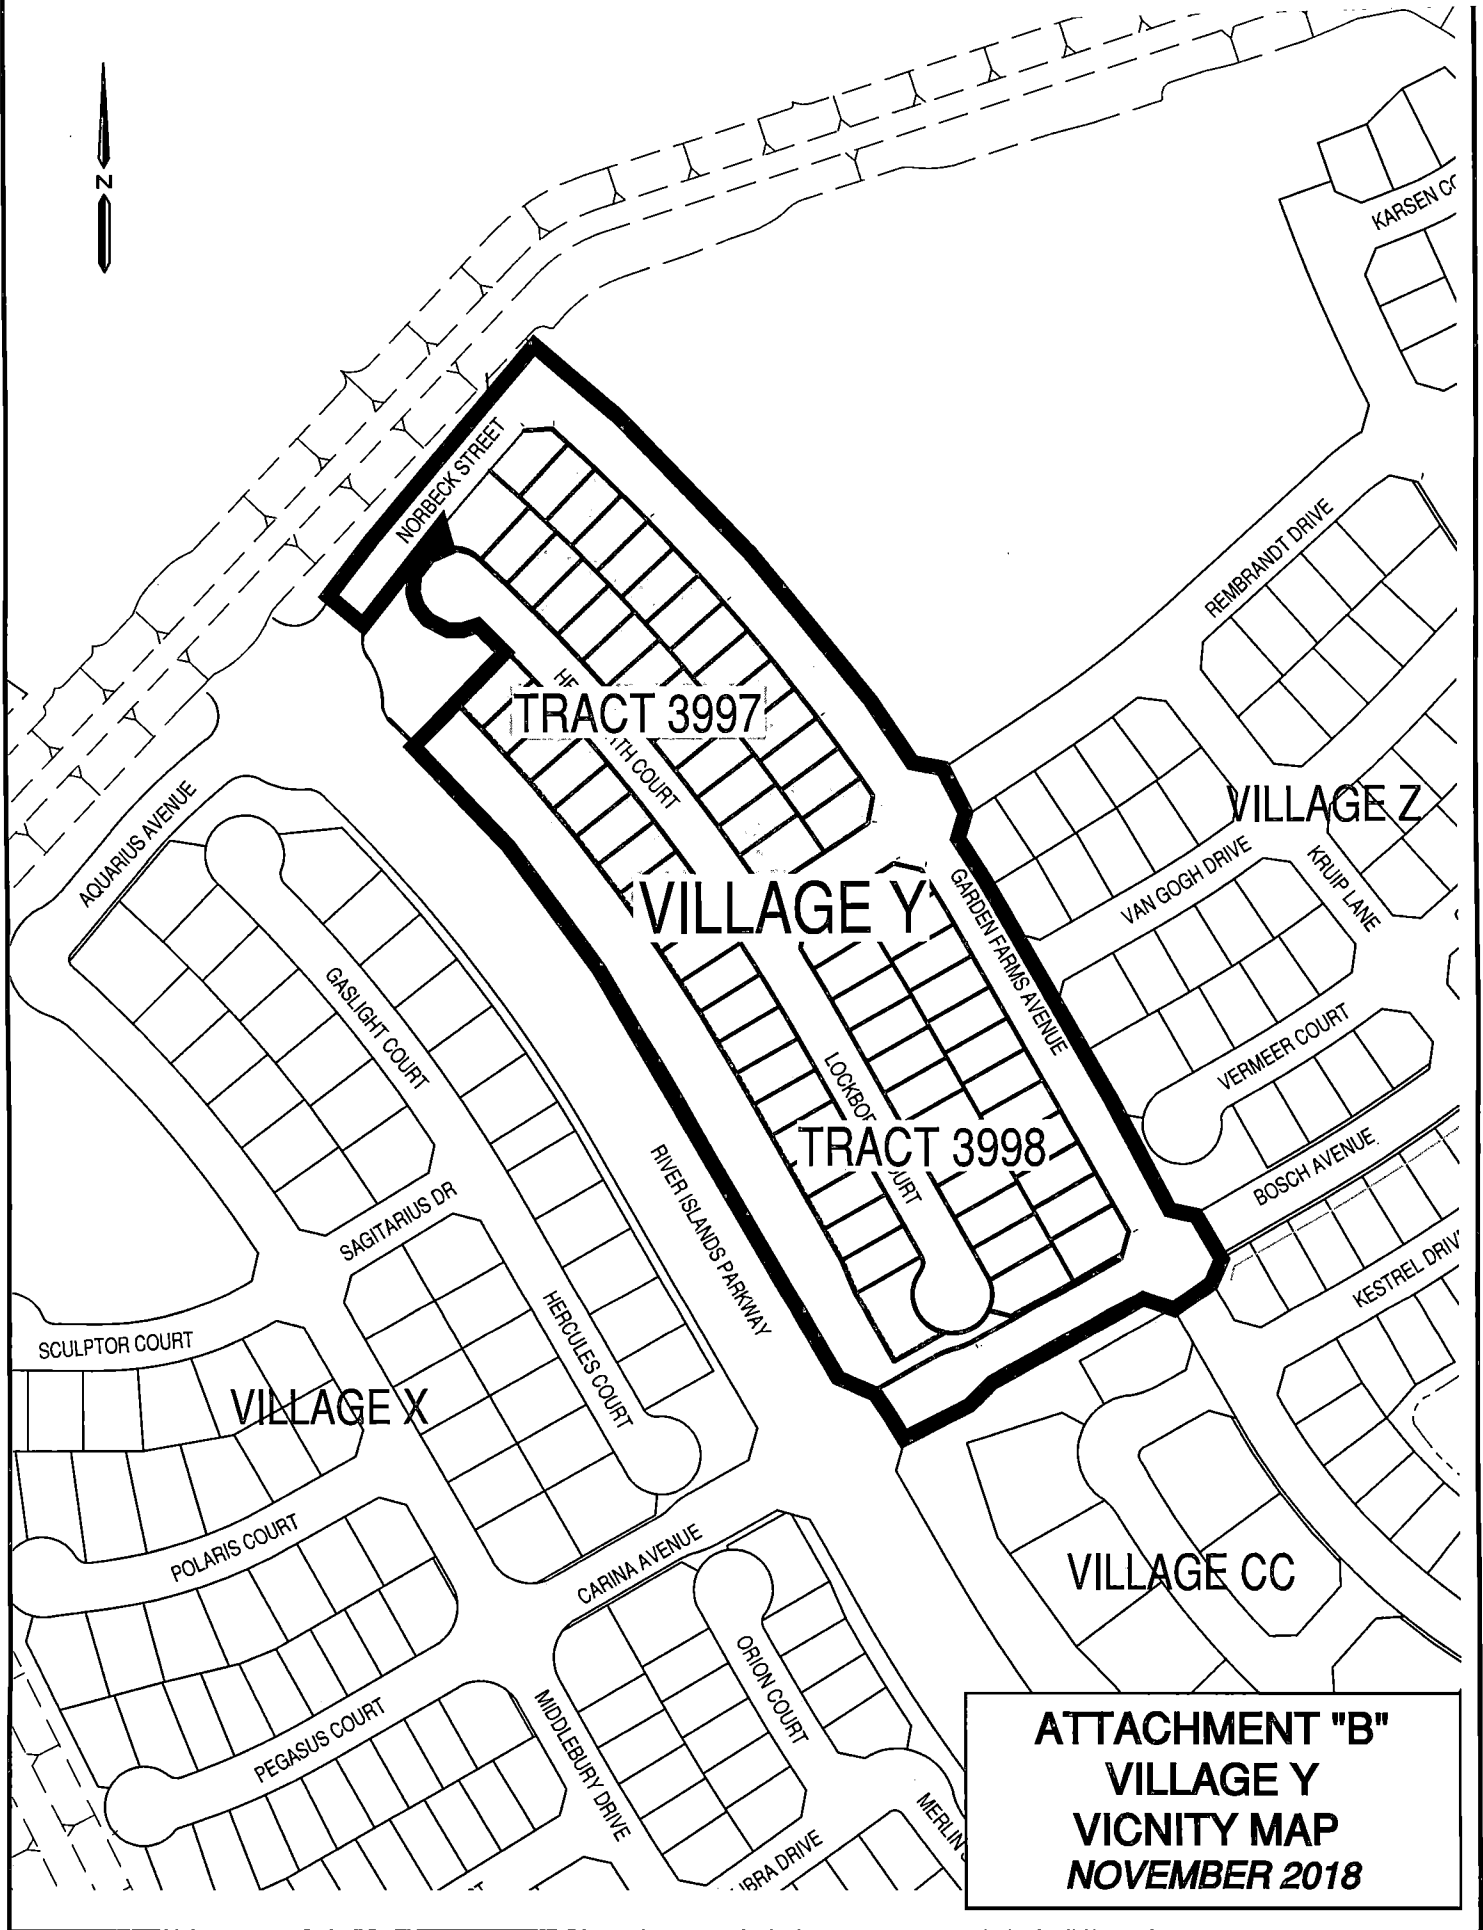 N
KARSEN
NORBECK STREET
REMBRANDT DRIVE
TRACT 3997
COURT
AQUARIUS AVENUE
VILLAGE Z
VAN GOGH DRIVE
KRUIP LANE
VILLAGE Y
GARDEN FARMS AVENUE
GASLIGHT COURT
VERMEER COURT
TRACT 3998
BOSCH AVENUE
RIVER ISLANDS PARKWAY
SAGITARIUS DR
KESTREL
HERCULES COURT
SCULPTOR COURT
VILLAGE X
POLARIS COURT
CARINA AVENUE
VILLAGE CC
ORION COURT
PEGASUS COURT
MIDDLEBURY DRIVE
MERLIN
DRIVE
ATTACHMENT "B"
VILLAGE Y
VICNITY MAP
NOVEMBER 2018